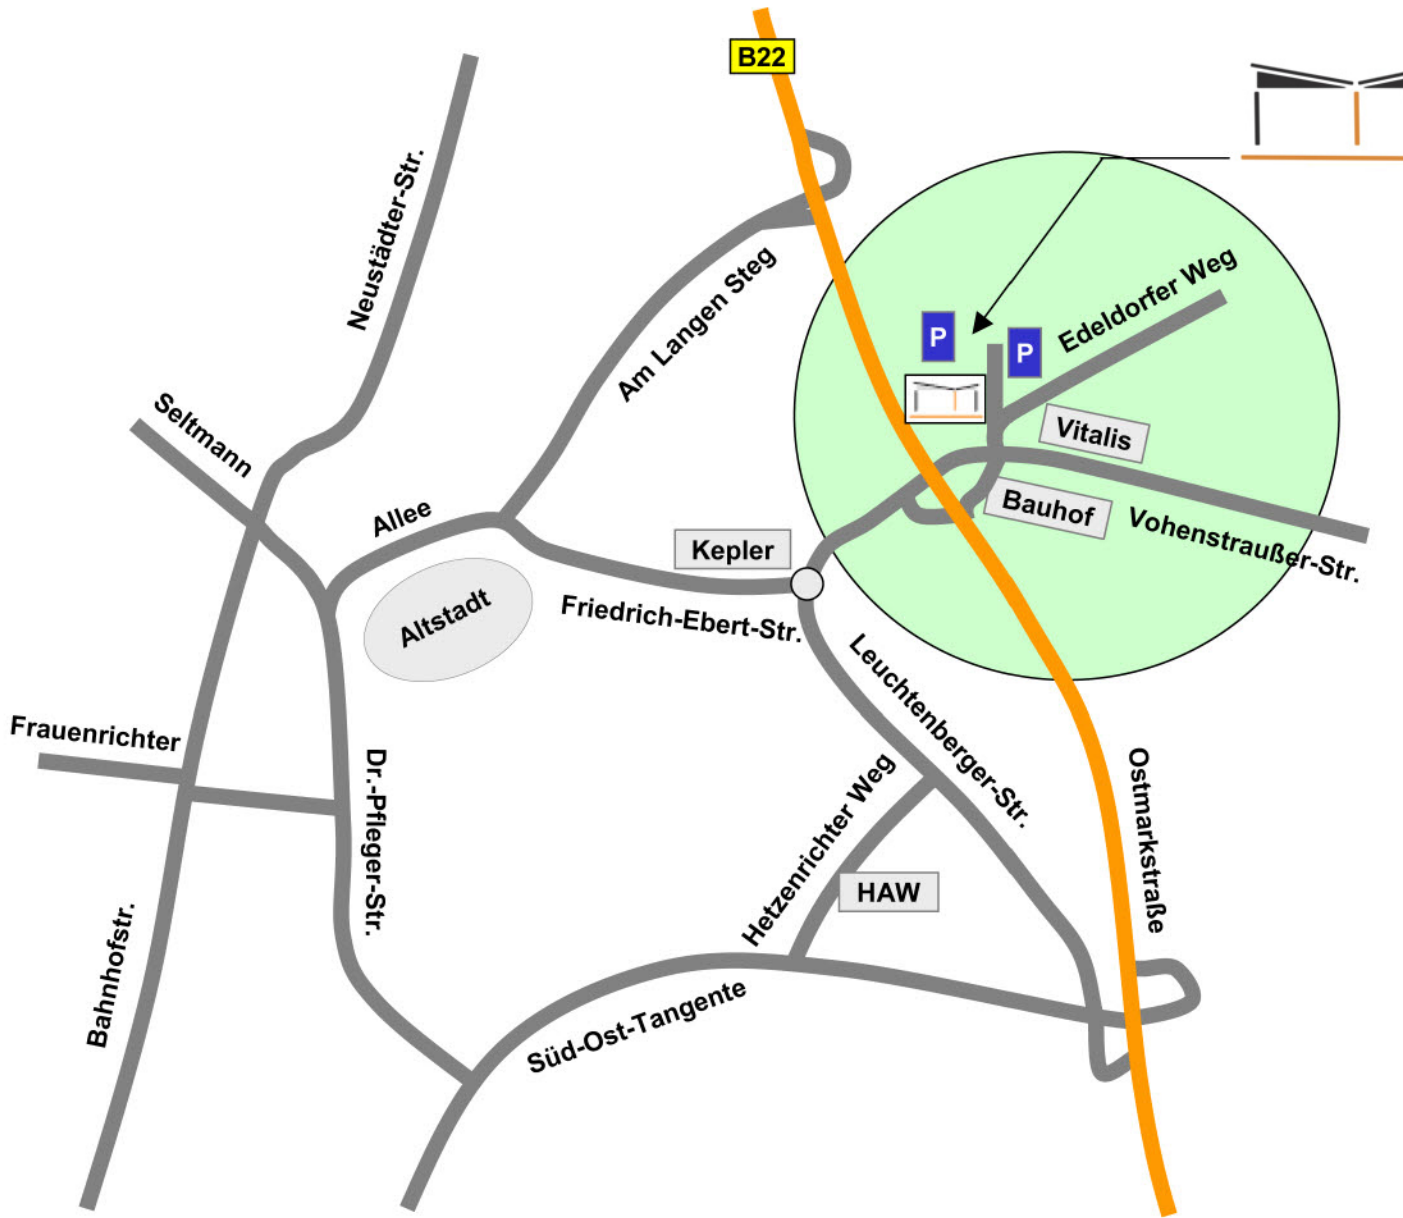 B22
Neustädter-Str.
Am Langen Steg
Edeldorfer Weg
P
P
Seltmann
Vitalis
Allee
Bauhof
Vohenstraußer-Str.
Kepler
Altstadt
Friedrich-Ebert-Str.
Leuchtenberger-Str.
Frauenrichter
Dr.-Pfleger-Str.
Hetzenrichter Weg
Ostmarkstraße
HAW
Bahnhofstr.
Süd-Ost-Tangente